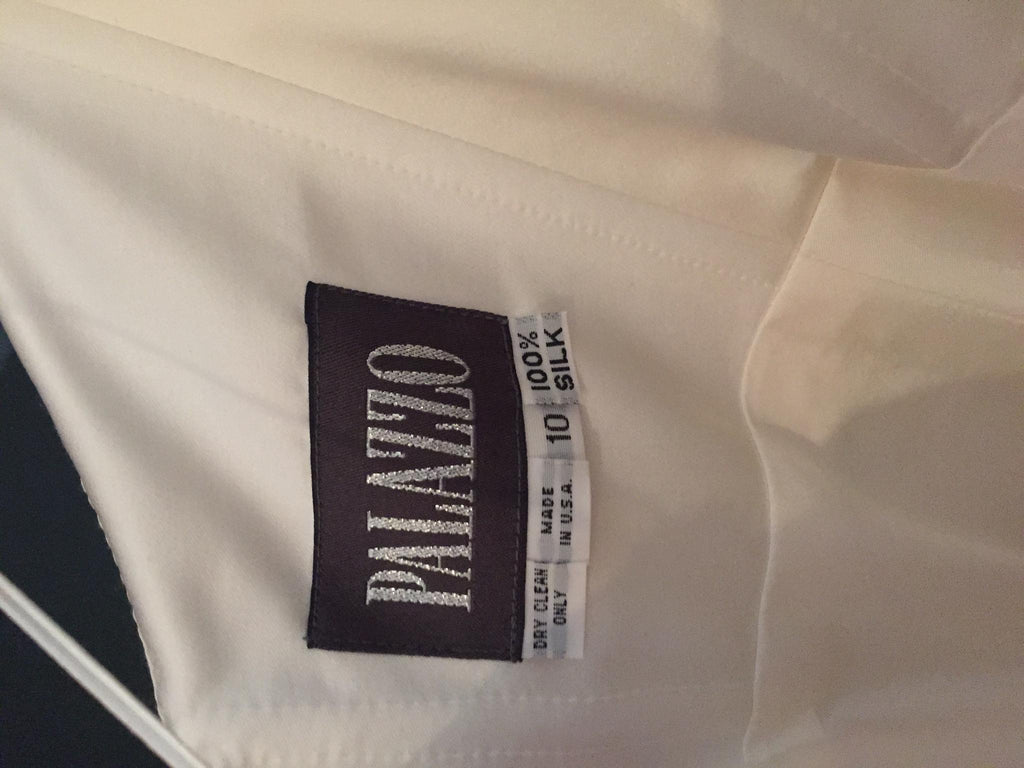 PALAZZO
DRY CLEAN
ONLY
MADE
IN U.S.A.
10
100%
SILK